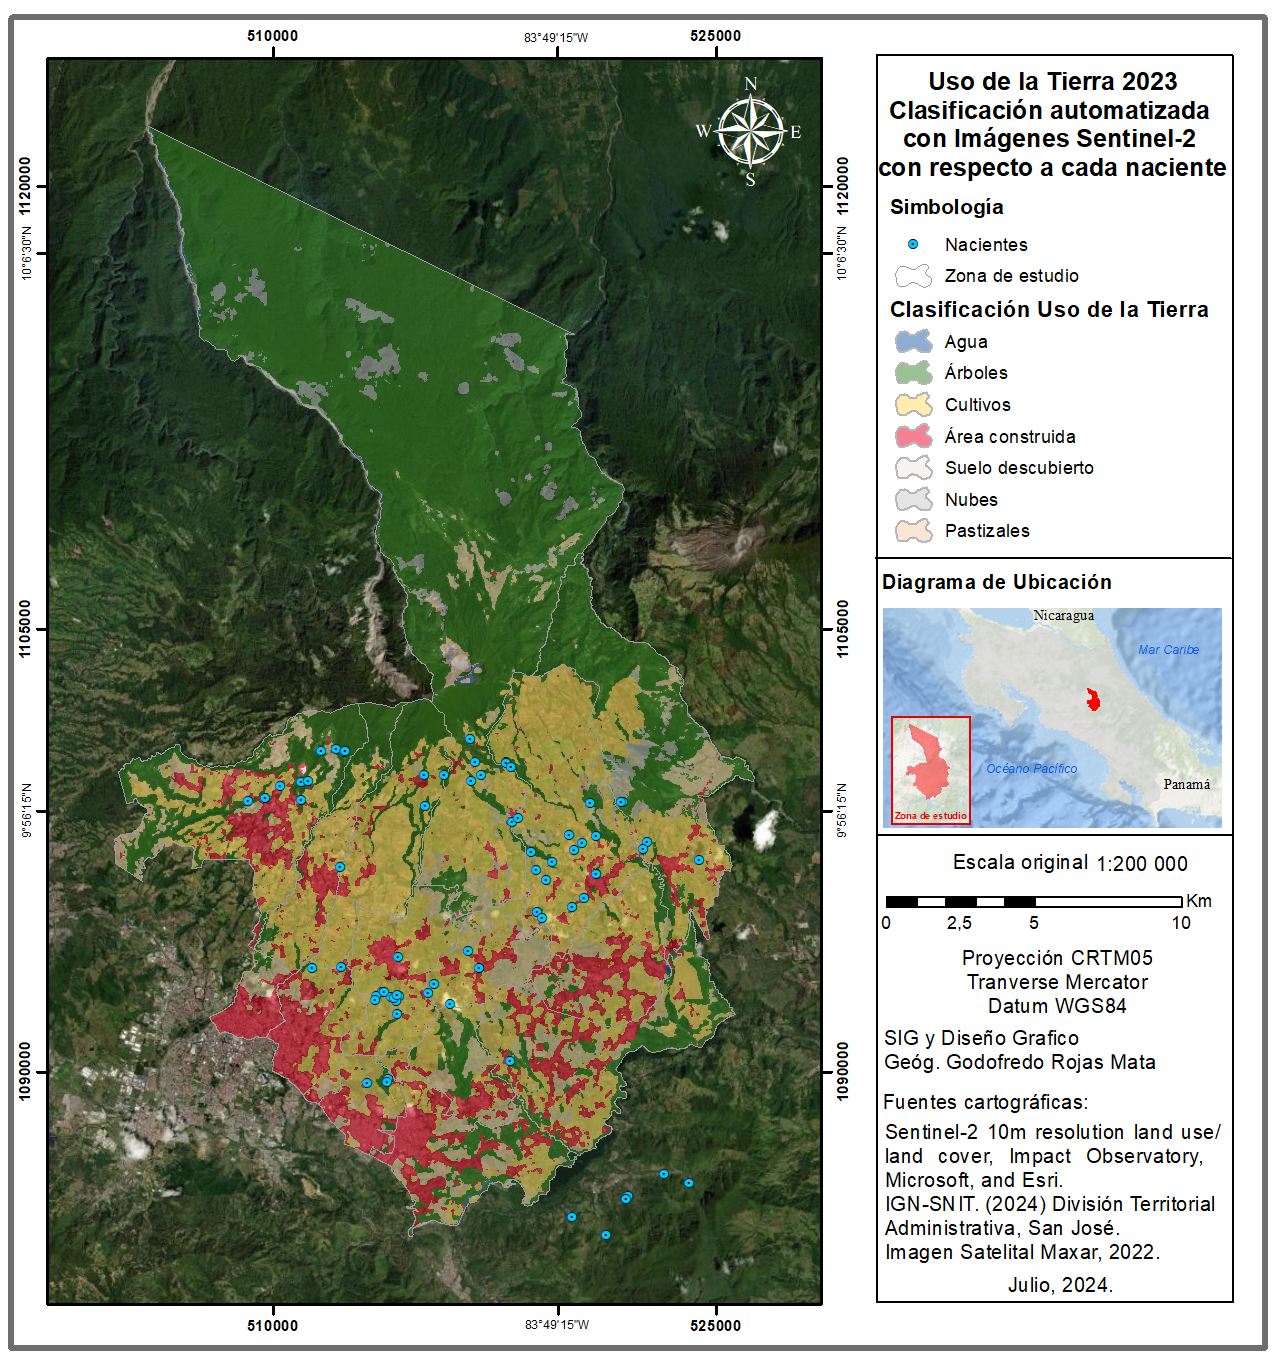 510000
83°49'15"W
525000
1120000
10°6'30"N
1105000
9°56'15"N
1090000
N
W
E
S
1120000
10°6'30"N
1105000
9°56'15"N
1090000
510000
83°49'15"W
525000
Uso de la Tierra 2023
Clasificación automatizada
con Imágenes Sentinel-2
con respecto a cada naciente
Simbología
Nacientes
Zona de estudio
Clasificación Uso de la Tierra
Agua
Árboles
Cultivos
Área construida
Suelo descubierto
Nubes
Pastizales
Diagrama de Ubicación
Nicaragua
Mar Caribe
Océano Pacífico
Panamá
Zona de estudio
Escala original 1:200 000
Km
0 2,5 5 10
Proyección CRTM05
Tranverse Mercator
Datum WGS84
SIG y Diseño Grafico
Geóg. Godofredo Rojas Mata
Fuentes cartográficas:
Sentinel-2 10m resolution land use/
land cover, Impact Observatory,
Microsoft, and Esri.
IGN-SNIT. (2024) División Territorial
Administrativa, San José.
Imagen Satelital Maxar, 2022.
Julio, 2024.